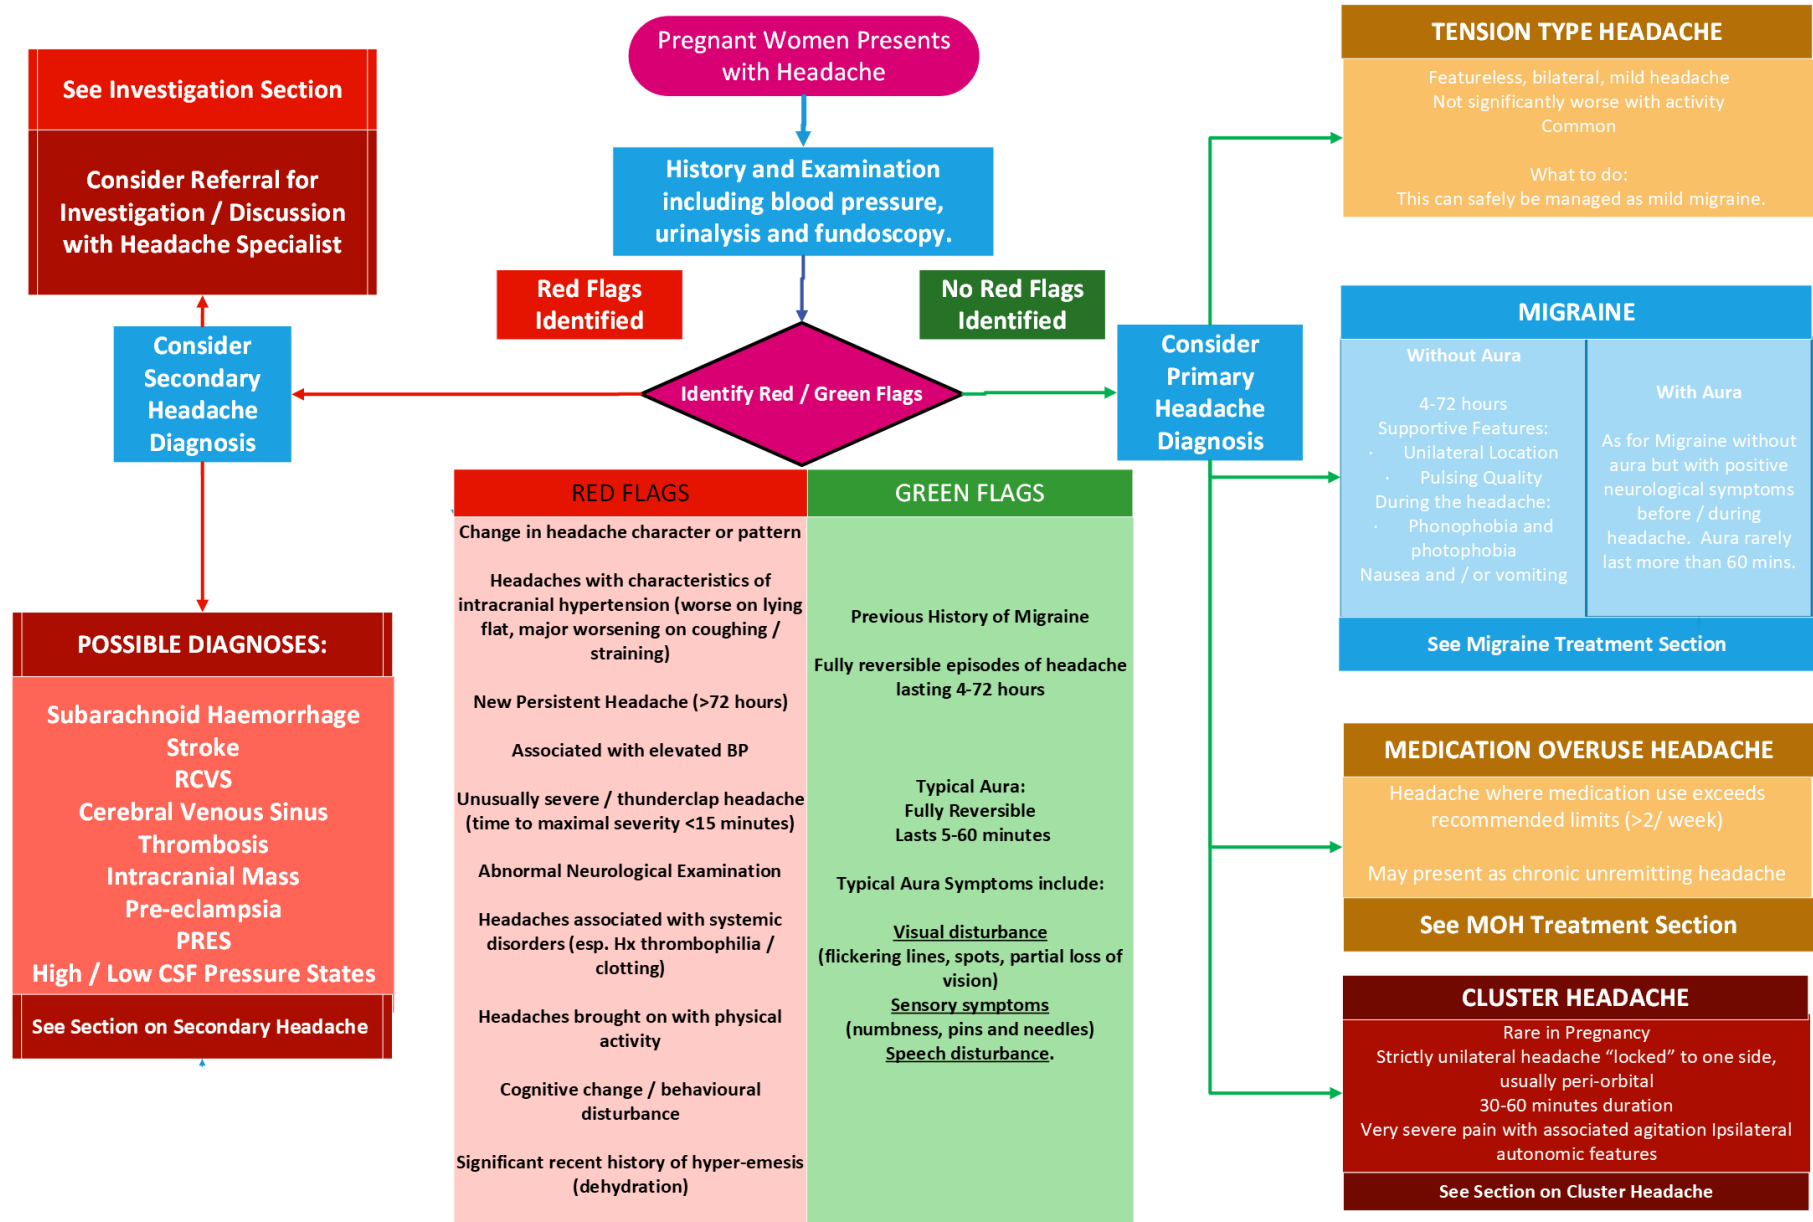 Pregnant Women Presents
with Headache
History and Examination
including blood pressure,
urinalysis and fundoscopy.
Red Flags
Identified
No Red Flags
Identified
Identify Red / Green Flags
See Investigation Section
Consider Referral for
Investigation / Discussion
with Headache Specialist
Consider
Secondary
Headache
Diagnosis
POSSIBLE DIAGNOSES:
Subarachnoid Haemorrhage
Stroke
RCVS
Cerebral Venous Sinus
Thrombosis
Intracranial Mass
Pre-eclampsia
PRES
High / Low CSF Pressure States
See Section on Secondary Headache
RED FLAGS
Change in headache character or pattern
Headaches with characteristics of
intracranial hypertension (worse on lying
flat, major worsening on coughing /
straining)
New Persistent Headache (>72 hours)
Associated with elevated BP
Unusually severe / thunderclap headache
(time to maximal severity <15 minutes)
Abnormal Neurological Examination
Headaches associated with systemic
disorders (esp. Hx thrombophilia /
clotting)
Headaches brought on with physical
activity
Cognitive change / behavioural
disturbance
Significant recent history of hyper-emesis
(dehydration)
GREEN FLAGS
Previous History of Migraine
Fully reversible episodes of headache
lasting 4-72 hours
Typical Aura:
Fully Reversible
Lasts 5-60 minutes
Typical Aura Symptoms include:
Visual disturbance
(flickering lines, spots, partial loss of
vision)
Sensory symptoms
(numbness, pins and needles)
Speech disturbance.
Consider
Primary
Headache
Diagnosis
TENSION TYPE HEADACHE
Featureless, bilateral, mild headache
Not significantly worse with activity
Common
What to do:
This can safely be managed as mild migraine.
MIGRAINE
Without Aura
4-72 hours
Supportive Features:
· Unilateral Location
· Pulsing Quality
During the headache:
· Phonophobia and
photophobia
Nausea and / or vomiting
With Aura
As for Migraine without
aura but with positive
neurological symptoms
before / during
headache. Aura rarely
last more than 60 mins.
See Migraine Treatment Section
MEDICATION OVERUSE HEADACHE
Headache where medication use exceeds
recommended limits (>2/ week)
May present as chronic unremitting headache
See MOH Treatment Section
CLUSTER HEADACHE
Rare in Pregnancy
Strictly unilateral headache “locked” to one side,
usually peri-orbital
30-60 minutes duration
Very severe pain with associated agitation Ipsilateral
autonomic features
See Section on Cluster Headache